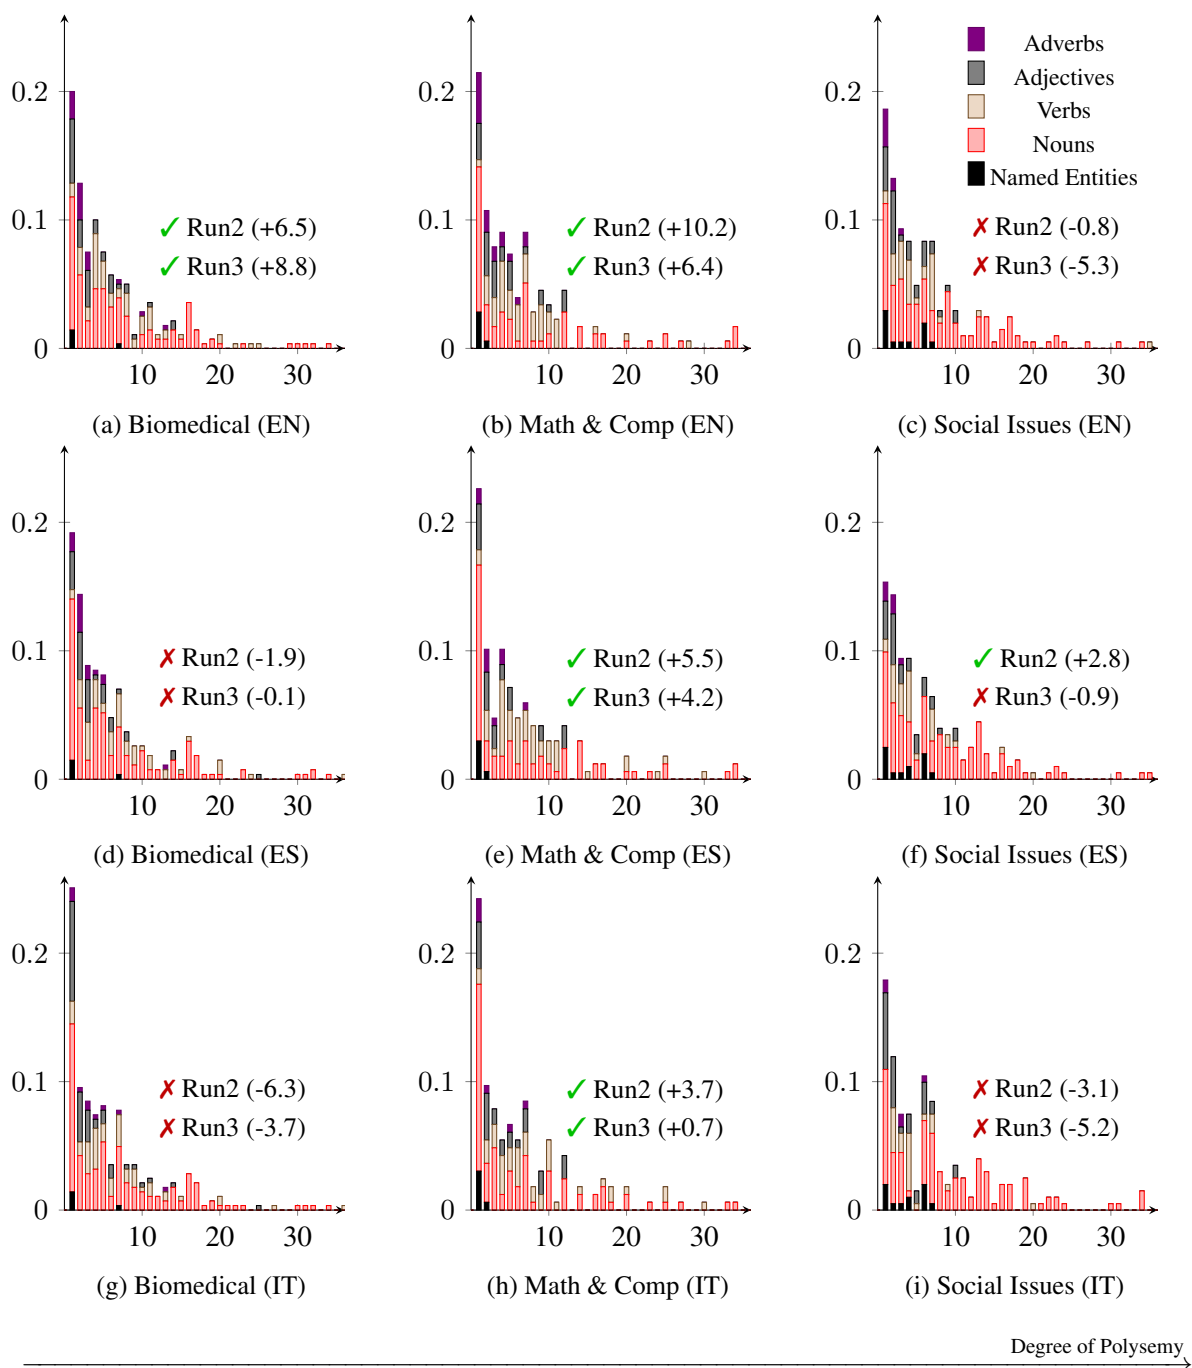 0.2
0.1
0
10 20 30
✓ Run2 (+6.5)
✓ Run3 (+8.8)
(a) Biomedical (EN)
0.2
0.1
0
10 20 30
✓ Run2 (+10.2)
✓ Run3 (+6.4)
(b) Math & Comp (EN)
Adverbs
Adjectives
Verbs
Nouns
Named Entities
0.2
0.1
0
10 20 30
✗ Run2 (-0.8)
✗ Run3 (-5.3)
(c) Social Issues (EN)
0.2
0.1
0
10 20 30
✗ Run2 (-1.9)
✗ Run3 (-0.1)
(d) Biomedical (ES)
0.2
0.1
0
10 20 30
✓ Run2 (+5.5)
✓ Run3 (+4.2)
(e) Math & Comp (ES)
0.2
0.1
0
10 20 30
✓ Run2 (+2.8)
✗ Run3 (-0.9)
(f) Social Issues (ES)
0.2
0.1
0
10 20 30
✗ Run2 (-6.3)
✗ Run3 (-3.7)
(g) Biomedical (IT)
0.2
0.1
0
10 20 30
✓ Run2 (+3.7)
✓ Run3 (+0.7)
(h) Math & Comp (IT)
0.2
0.1
0
10 20 30
✗ Run2 (-3.1)
✗ Run3 (-5.2)
(i) Social Issues (IT)
Degree of Polysemy